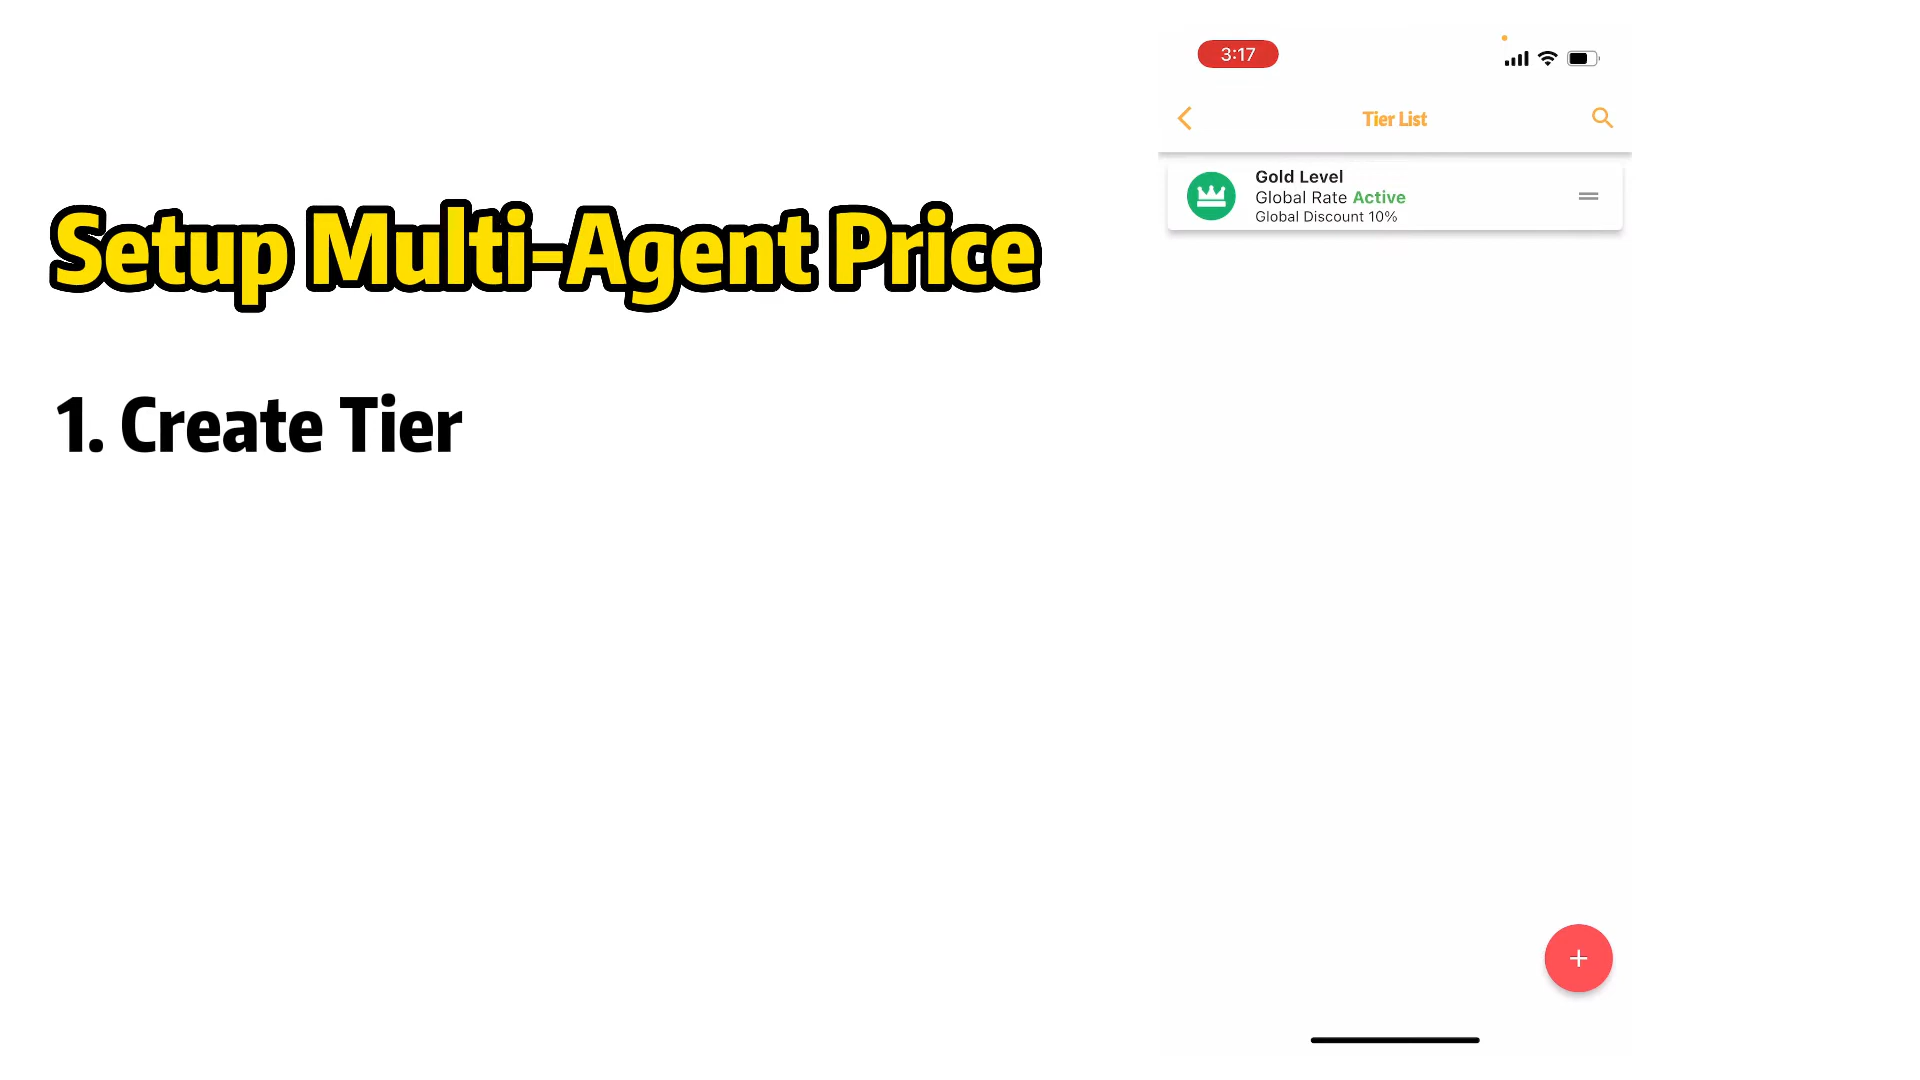 Setup Multi-Agent Price
1. Create Tier
3:17
Tier List
Gold Level
Global Rate Active
Global Discount 10%
+